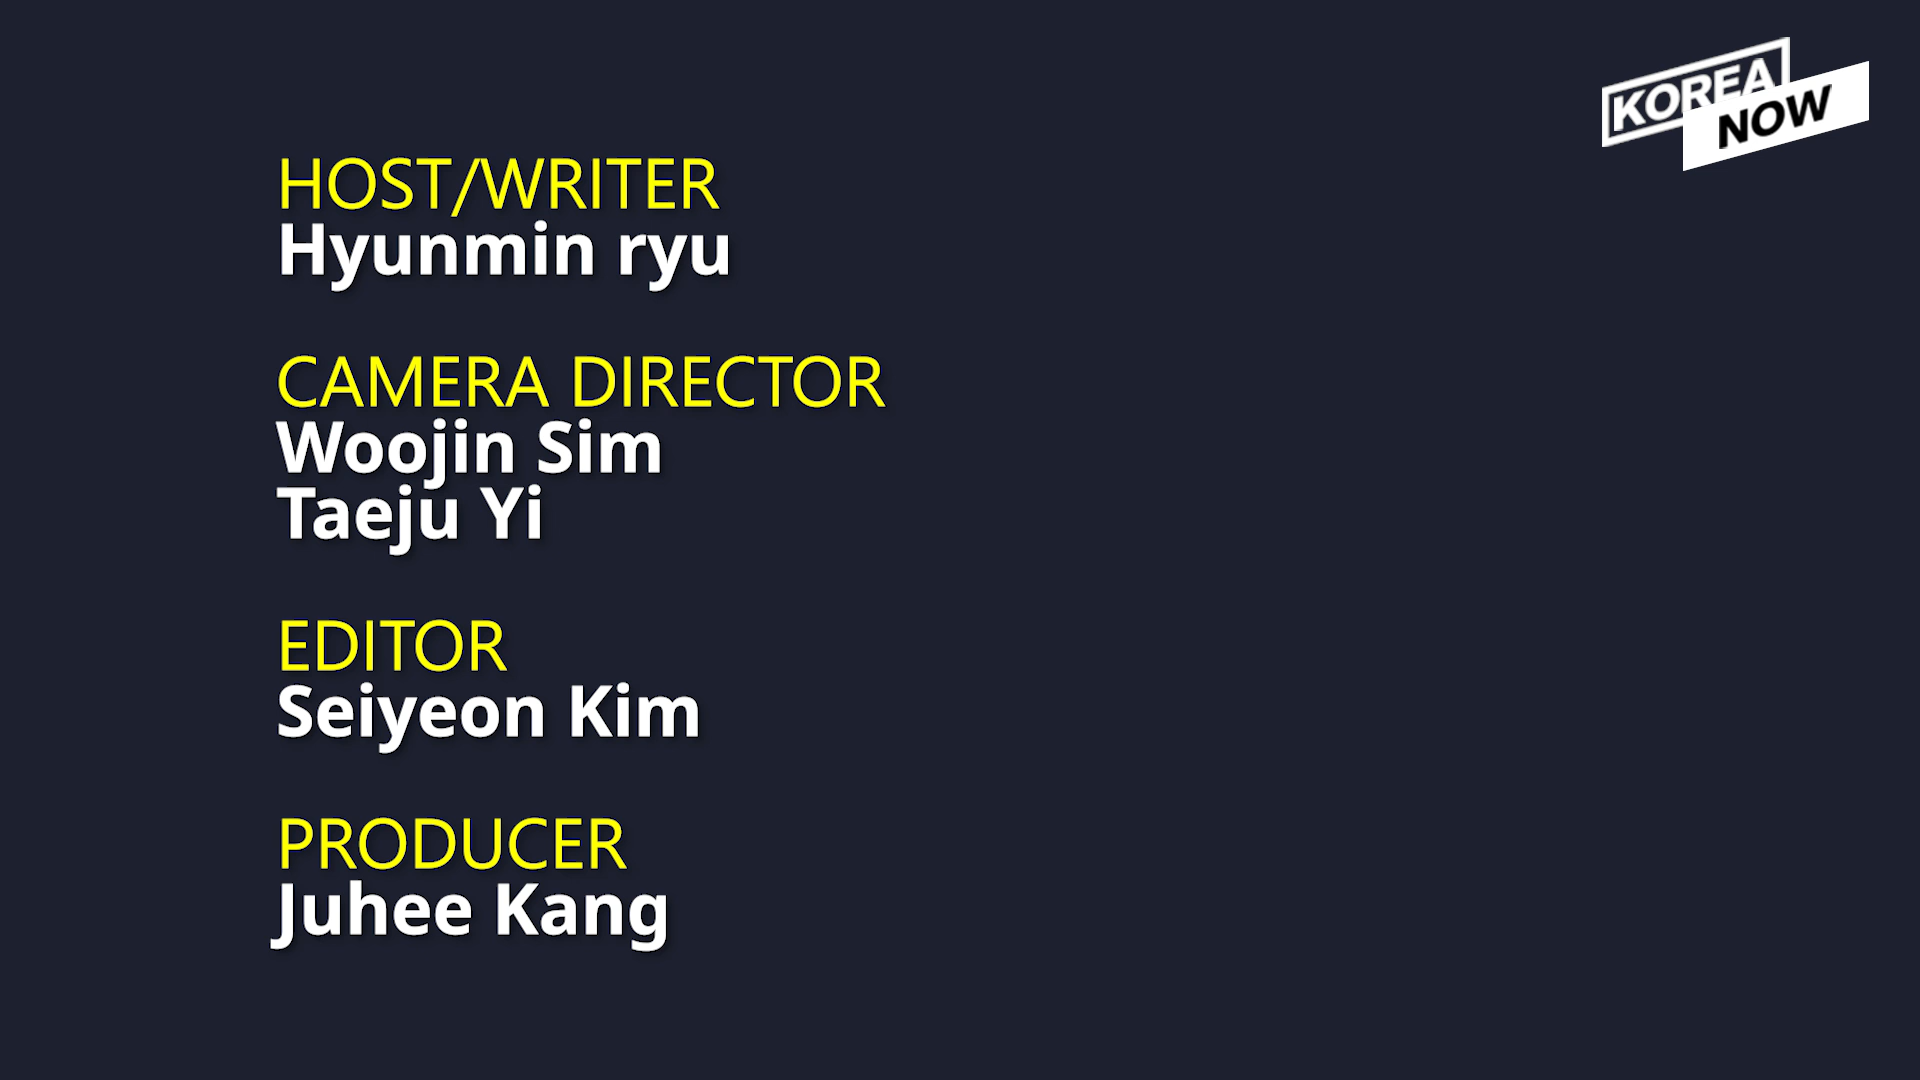 KOREA
NOW
HOST/WRITER
Hyunmin ryu
CAMERA DIRECTOR
Woojin Sim
Taeju Yi
EDITOR
Seiyeon Kim
PRODUCER
Juhee Kang